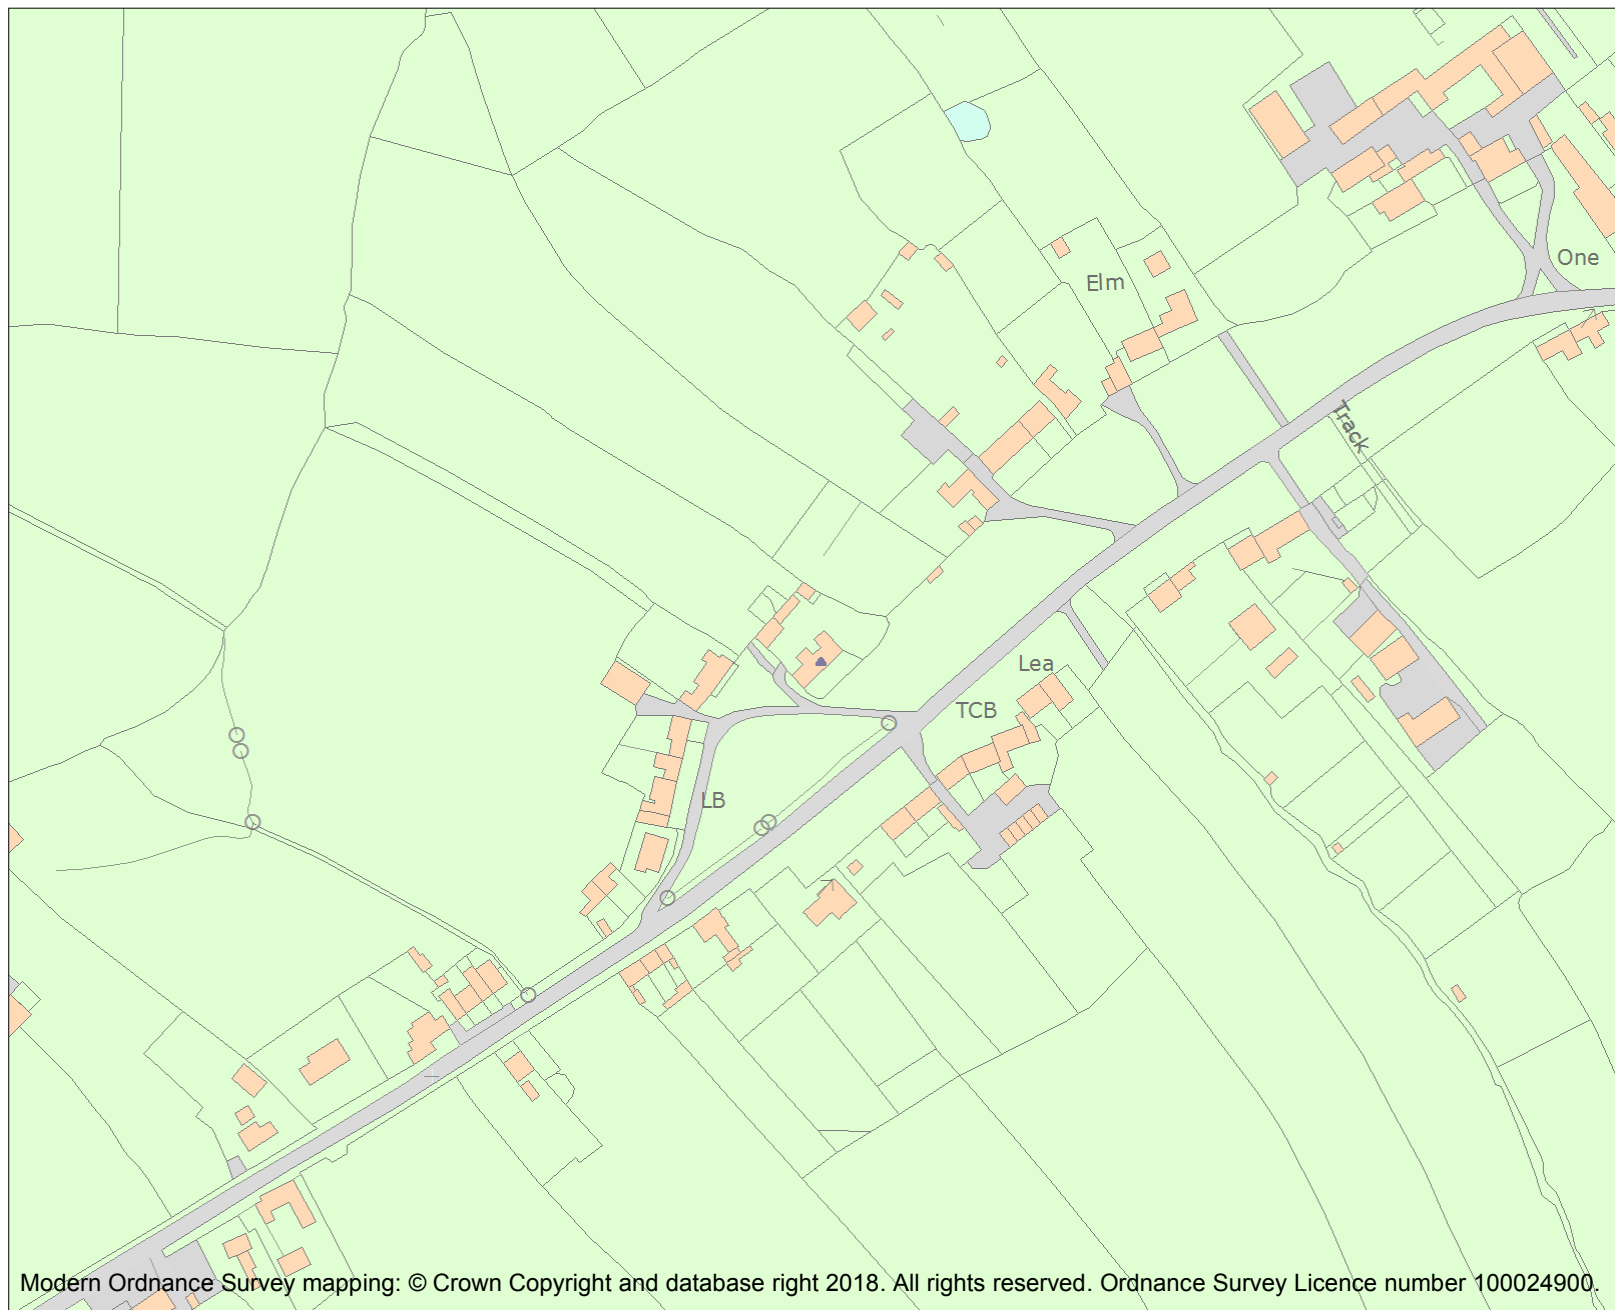 One
Elm
Track
Lea
TCB
LB
Modern Ordnance Survey mapping: © Crown Copyright and database right 2018. All rights reserved. Ordnance Survey Licence number 100024900.